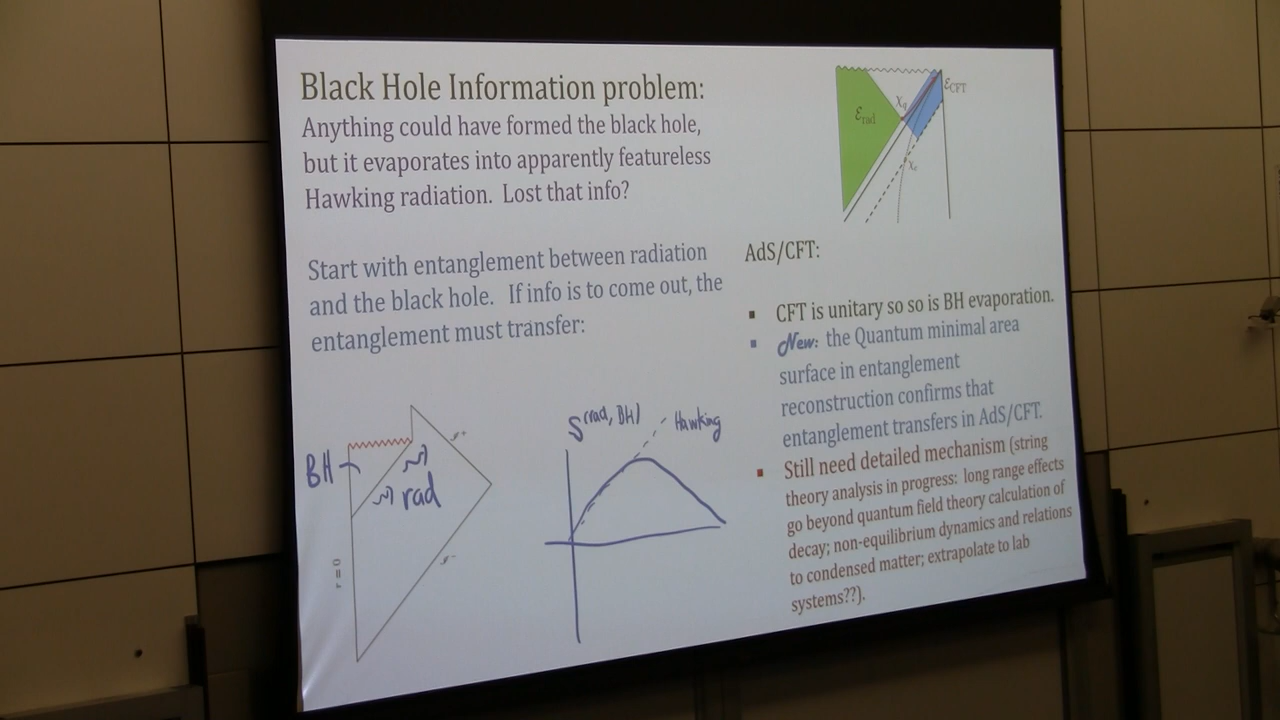 Black Hole Information problem:
Anything could have formed the black hole,
but it evaporates into apparently featureless
Hawking radiation. Lost that info?
Start with entanglement between radiation
and the black hole. If info is to come out, the
entanglement must transfer:
BH
rad
r = 0
𝓘⁺
𝓘⁻
S(rad, BH)
Hawking
ℰrad
χq
ℰCFT
χc
AdS/CFT:
▪ CFT is unitary so so is BH evaporation.
▪ New: the Quantum minimal area
surface in entanglement
reconstruction confirms that
entanglement transfers in AdS/CFT.
▪ Still need detailed mechanism (string
theory analysis in progress: long range effects
go beyond quantum field theory calculation of
decay; non-equilibrium dynamics and relations
to condensed matter; extrapolate to lab
systems??).